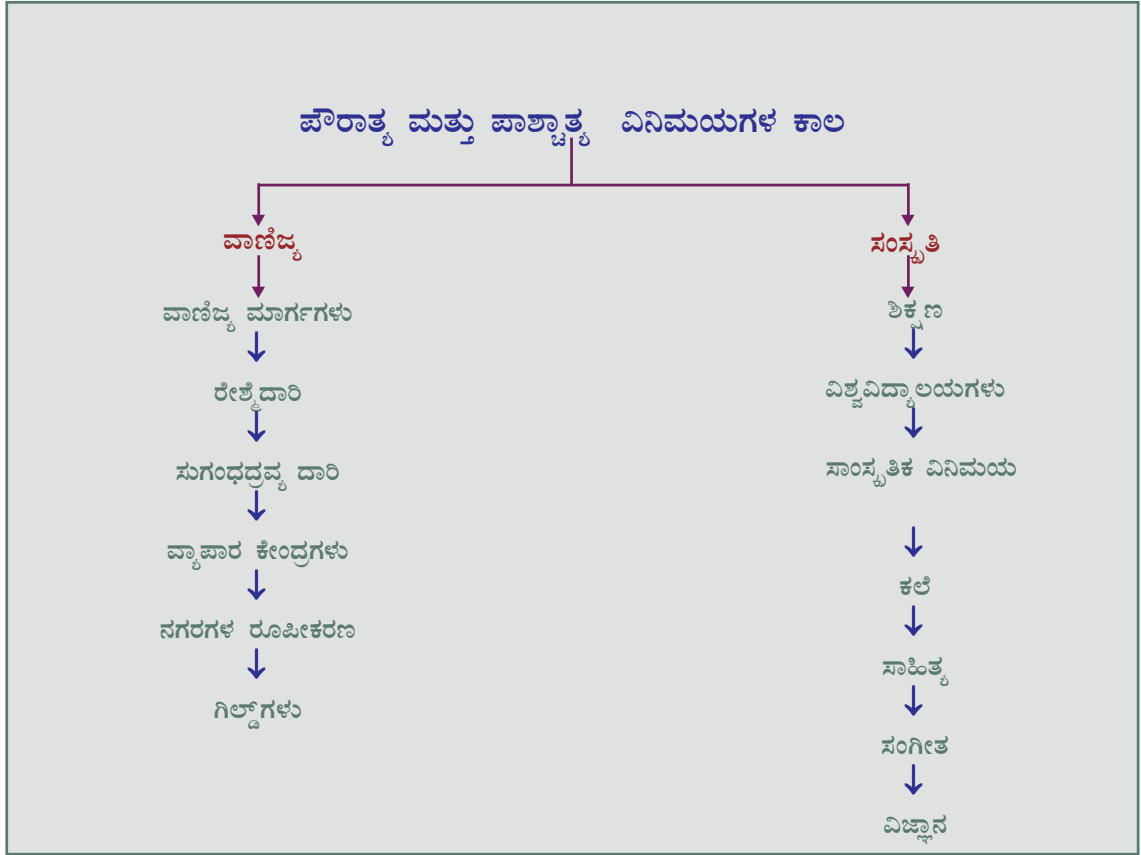 ಪೌರಾತ್ಯ ಮತ್ತು ಪಾಶ್ಚಾತ್ಯ ವಿನಿಮಯಗಳ ಕಾಲ
ವಾಣಿಜ್ಯ
ವಾಣಿಜ್ಯ ಮಾರ್ಗಗಳು
ರೇಶ್ಮೆದಾರಿ
ಸುಗಂಧದ್ರವ್ಯ ದಾರಿ
ವ್ಯಾಪಾರ ಕೇಂದ್ರಗಳು
ನಗರಗಳ ರೂಪೀಕರಣ
ಗಿಲ್ಡ್‌ಗಳು
ಸಂಸ್ಕೃತಿ
ಶಿಕ್ಷಣ
ವಿಶ್ವವಿದ್ಯಾಲಯಗಳು
ಸಾಂಸ್ಕೃತಿಕ ವಿನಿಮಯ
ಕಲೆ
ಸಾಹಿತ್ಯ
ಸಂಗೀತ
ವಿಜ್ಞಾನ